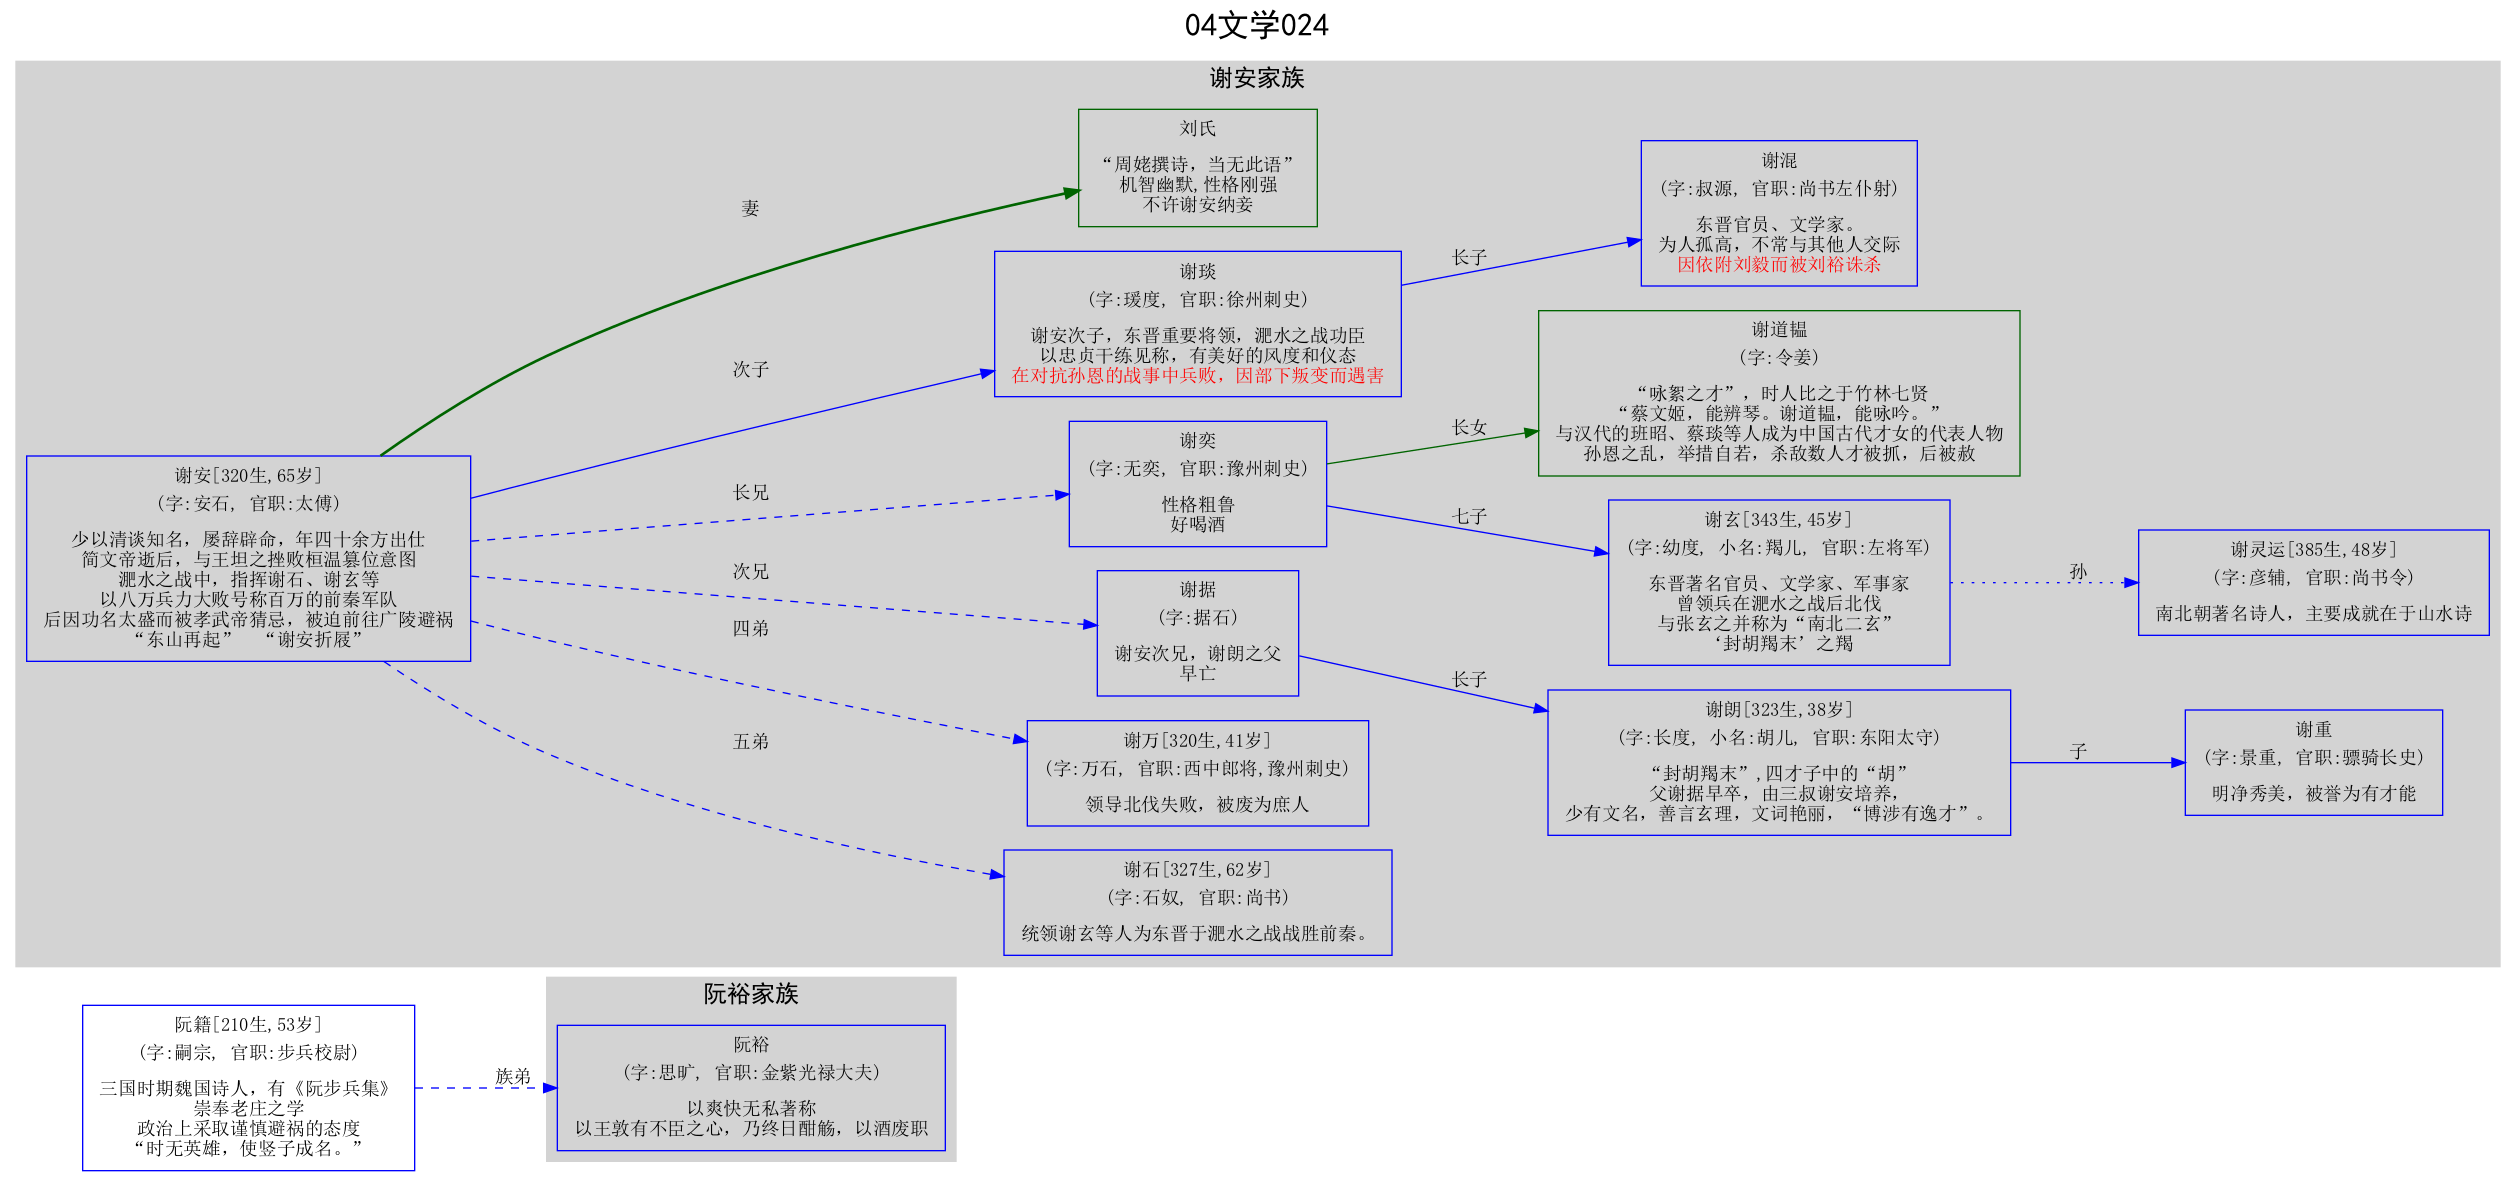 04文学024
谢安家族
刘氏
“周姥撰诗，当无此语”
机智幽默,性格刚强
不许谢安纳妾
妻
谢混
(字:叔源, 官职:尚书左仆射)
东晋官员、文学家。
为人孤高，不常与其他人交际
因依附刘毅而被刘裕诛杀
长子
谢琰
(字:瑗度, 官职:徐州刺史)
谢安次子，东晋重要将领，淝水之战功臣
以忠贞干练见称，有美好的风度和仪态
在对抗孙恩的战事中兵败，因部下叛变而遇害
次子
谢道韫
(字:令姜)
“咏絮之才”，时人比之于竹林七贤
“蔡文姬，能辨琴。谢道韫，能咏吟。”
与汉代的班昭、蔡琰等人成为中国古代才女的代表人物
孙恩之乱，举措自若，杀敌数人才被抓，后被赦
长女
谢奕
(字:无奕, 官职:豫州刺史)
性格粗鲁
好喝酒
长兄
谢安[320生,65岁]
(字:安石, 官职:太傅)
少以清谈知名，屡辞辟命，年四十余方出仕
简文帝逝后，与王坦之挫败桓温篡位意图
淝水之战中，指挥谢石、谢玄等
以八万兵力大败号称百万的前秦军队
后因功名太盛而被孝武帝猜忌，被迫前往广陵避祸
“东山再起” “谢安折屐”
七子
谢玄[343生,45岁]
(字:幼度, 小名:羯儿, 官职:左将军)
东晋著名官员、文学家、军事家
曾领兵在淝水之战后北伐
与张玄之并称为“南北二玄”
‘封胡羯末’之羯
孙
谢灵运[385生,48岁]
(字:彦辅, 官职:尚书令)
南北朝著名诗人，主要成就在于山水诗
次兄
谢据
(字:据石)
谢安次兄，谢朗之父
早亡
四弟
长子
谢朗[323生,38岁]
(字:长度, 小名:胡儿, 官职:东阳太守)
“封胡羯末”,四才子中的“胡”
父谢据早卒，由三叔谢安培养，
少有文名，善言玄理，文词艳丽，“博涉有逸才”。
子
谢重
(字:景重, 官职:骠骑长史)
明净秀美，被誉为有才能
谢万[320生,41岁]
(字:万石, 官职:西中郎将,豫州刺史)
领导北伐失败，被废为庶人
五弟
谢石[327生,62岁]
(字:石奴, 官职:尚书)
统领谢玄等人为东晋于淝水之战战胜前秦。
阮裕家族
阮籍[210生,53岁]
(字:嗣宗, 官职:步兵校尉)
三国时期魏国诗人，有《阮步兵集》
崇奉老庄之学
政治上采取谨慎避祸的态度
“时无英雄，使竖子成名。”
族弟
阮裕
(字:思旷, 官职:金紫光禄大夫)
以爽快无私著称
以王敦有不臣之心，乃终日酣觞，以酒废职